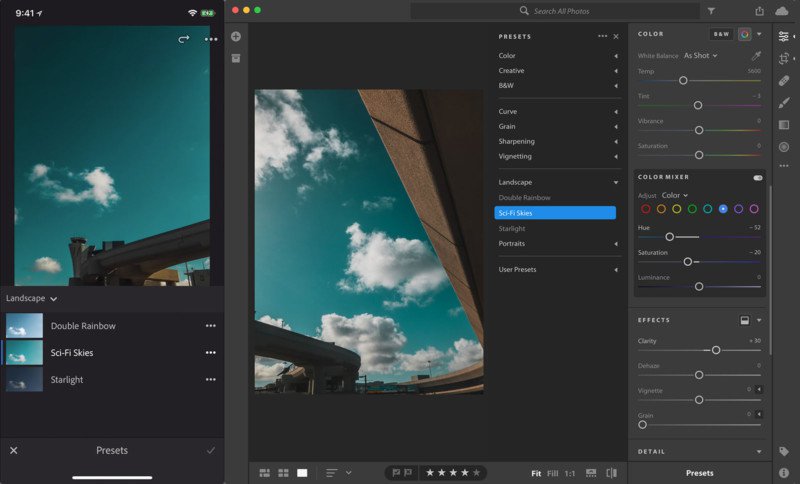 9:41
Landscape
Double Rainbow
Sci-Fi Skies
Starlight
Presets
Search All Photos
PRESETS
Color
Creative
B&W
Curve
Grain
Sharpening
Vignetting
Landscape
Double Rainbow
Sci-Fi Skies
Starlight
Portraits
User Presets
Fit Fill 1:1
COLOR B&W
White Balance As Shot
Temp 5600
Tint – 3
Vibrance 0
Saturation 0
COLOR MIXER
Adjust Color
Hue – 52
Saturation – 20
Luminance 0
EFFECTS
Clarity + 30
Dehaze 0
Vignette 0
Grain 0
DETAIL
Presets